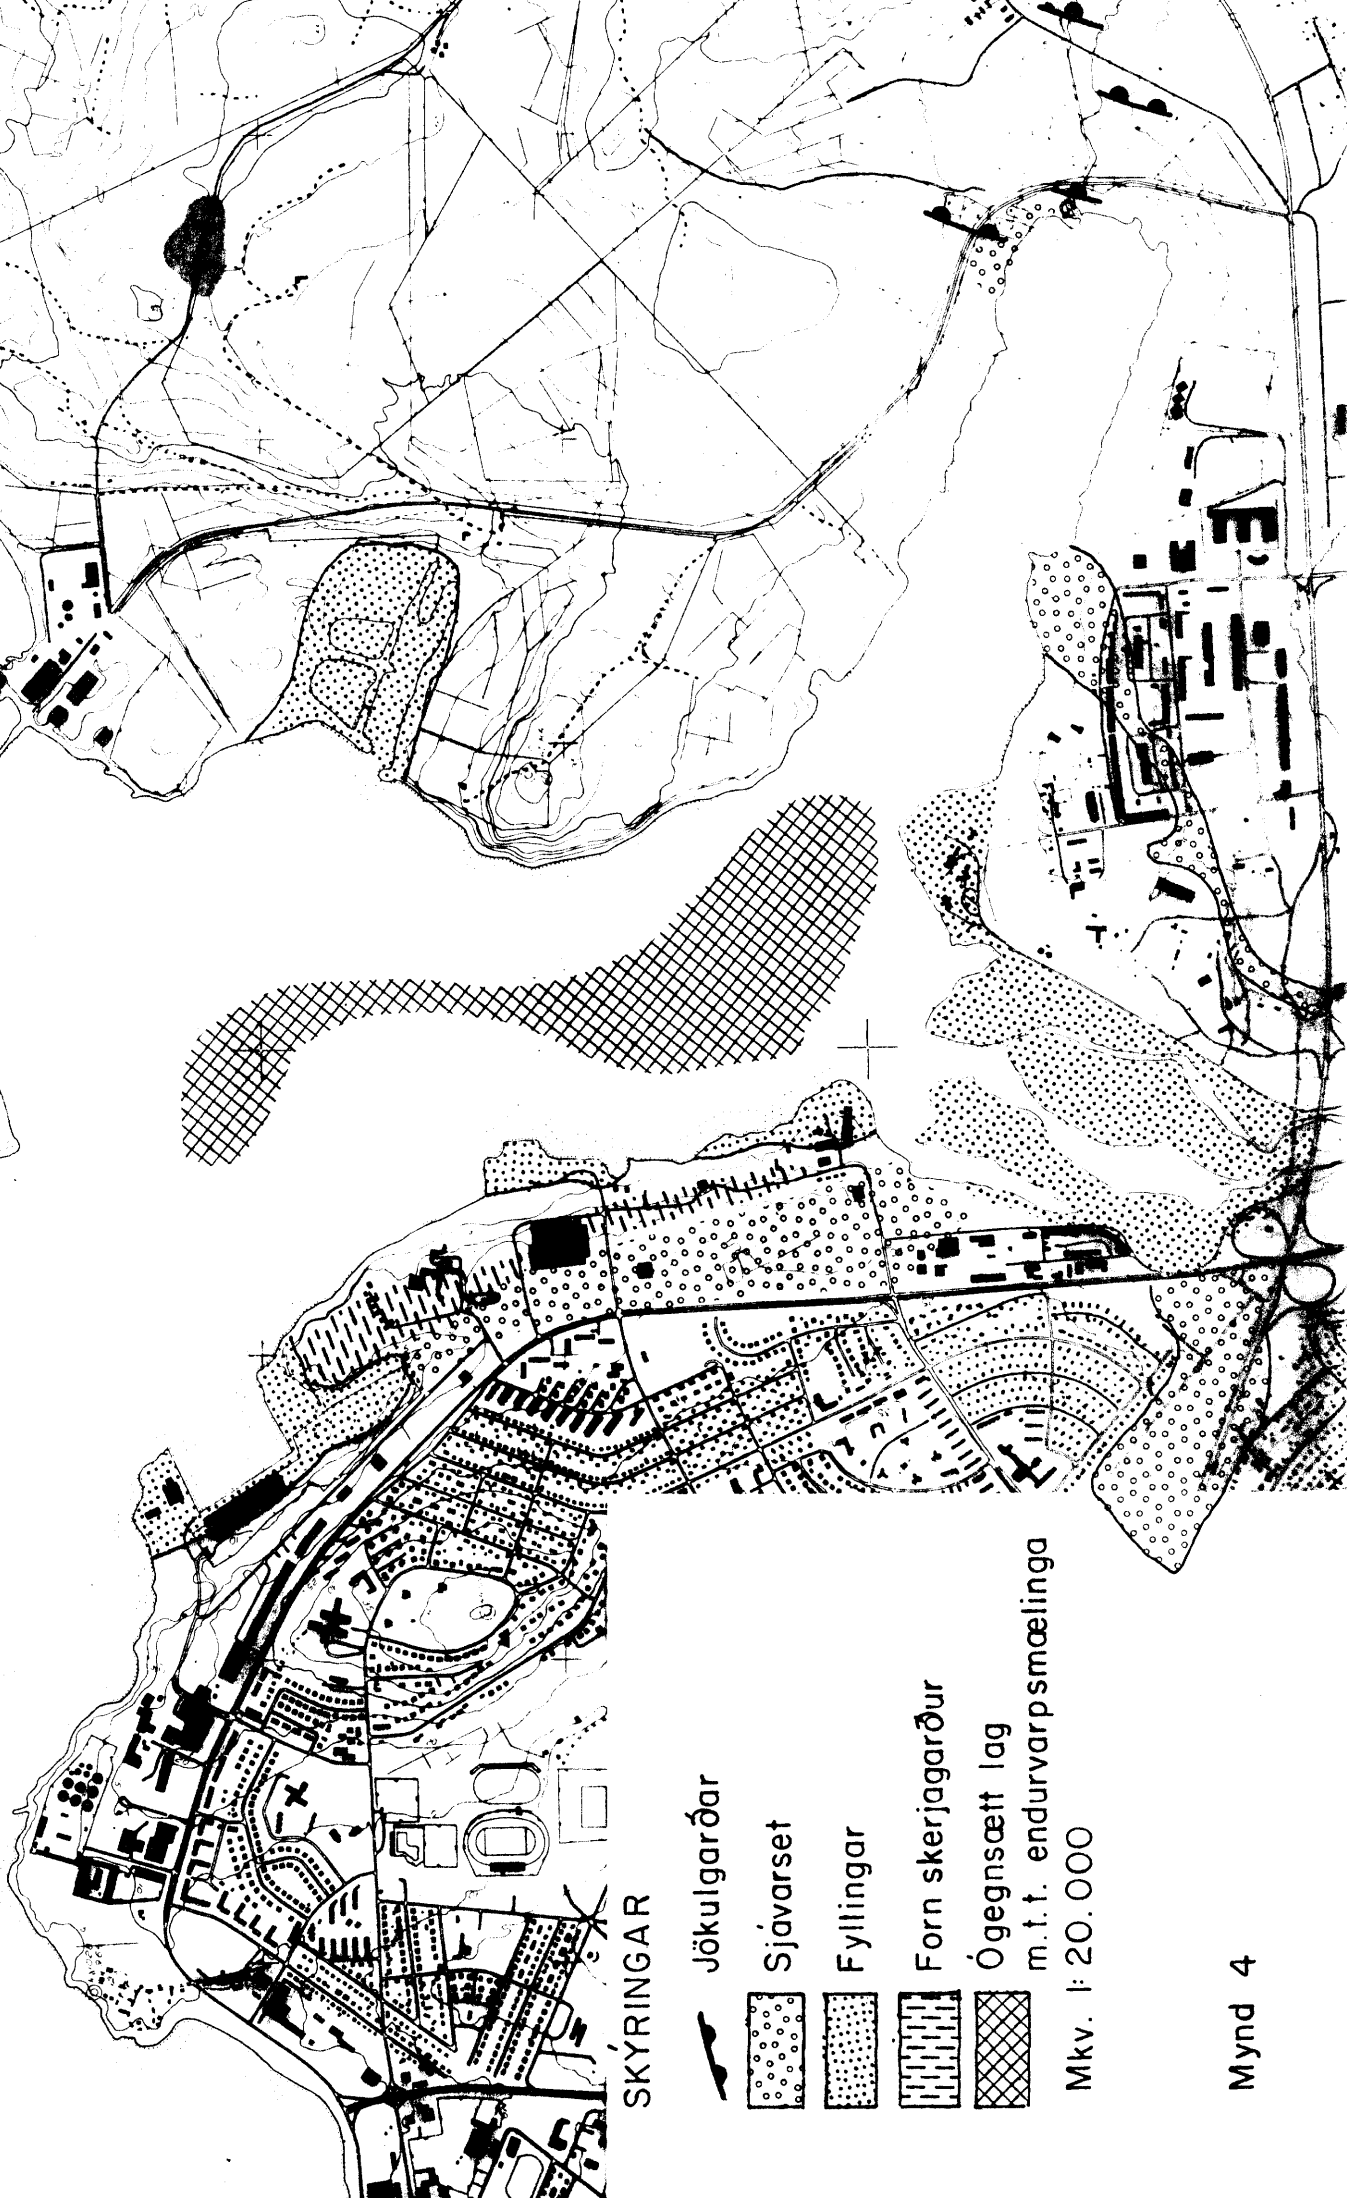 SKÝRINGAR
Jökulgarðar
Sjávarset
Fyllingar
Forn skerjagarður
Ógegnsætt lag
m.t.t. endurvarpsmælinga
Mkv. 1:20.000
Mynd 4